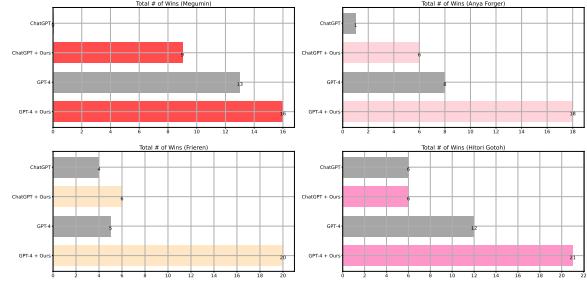 Total # of Wins (Megumin)
ChatGPT
0
ChatGPT + Ours
9
GPT-4
13
GPT-4 + Ours
16
0 2 4 6 8 10 12 14 16
Total # of Wins (Anya Forger)
ChatGPT
1
ChatGPT + Ours
6
GPT-4
8
GPT-4 + Ours
18
0 2 4 6 8 10 12 14 16 18
Total # of Wins (Frieren)
ChatGPT
4
ChatGPT + Ours
6
GPT-4
5
GPT-4 + Ours
20
0 2 4 6 8 10 12 14 16 18 20
Total # of Wins (Hitori Gotoh)
ChatGPT
6
ChatGPT + Ours
6
GPT-4
12
GPT-4 + Ours
21
0 2 4 6 8 10 12 14 16 18 20 22